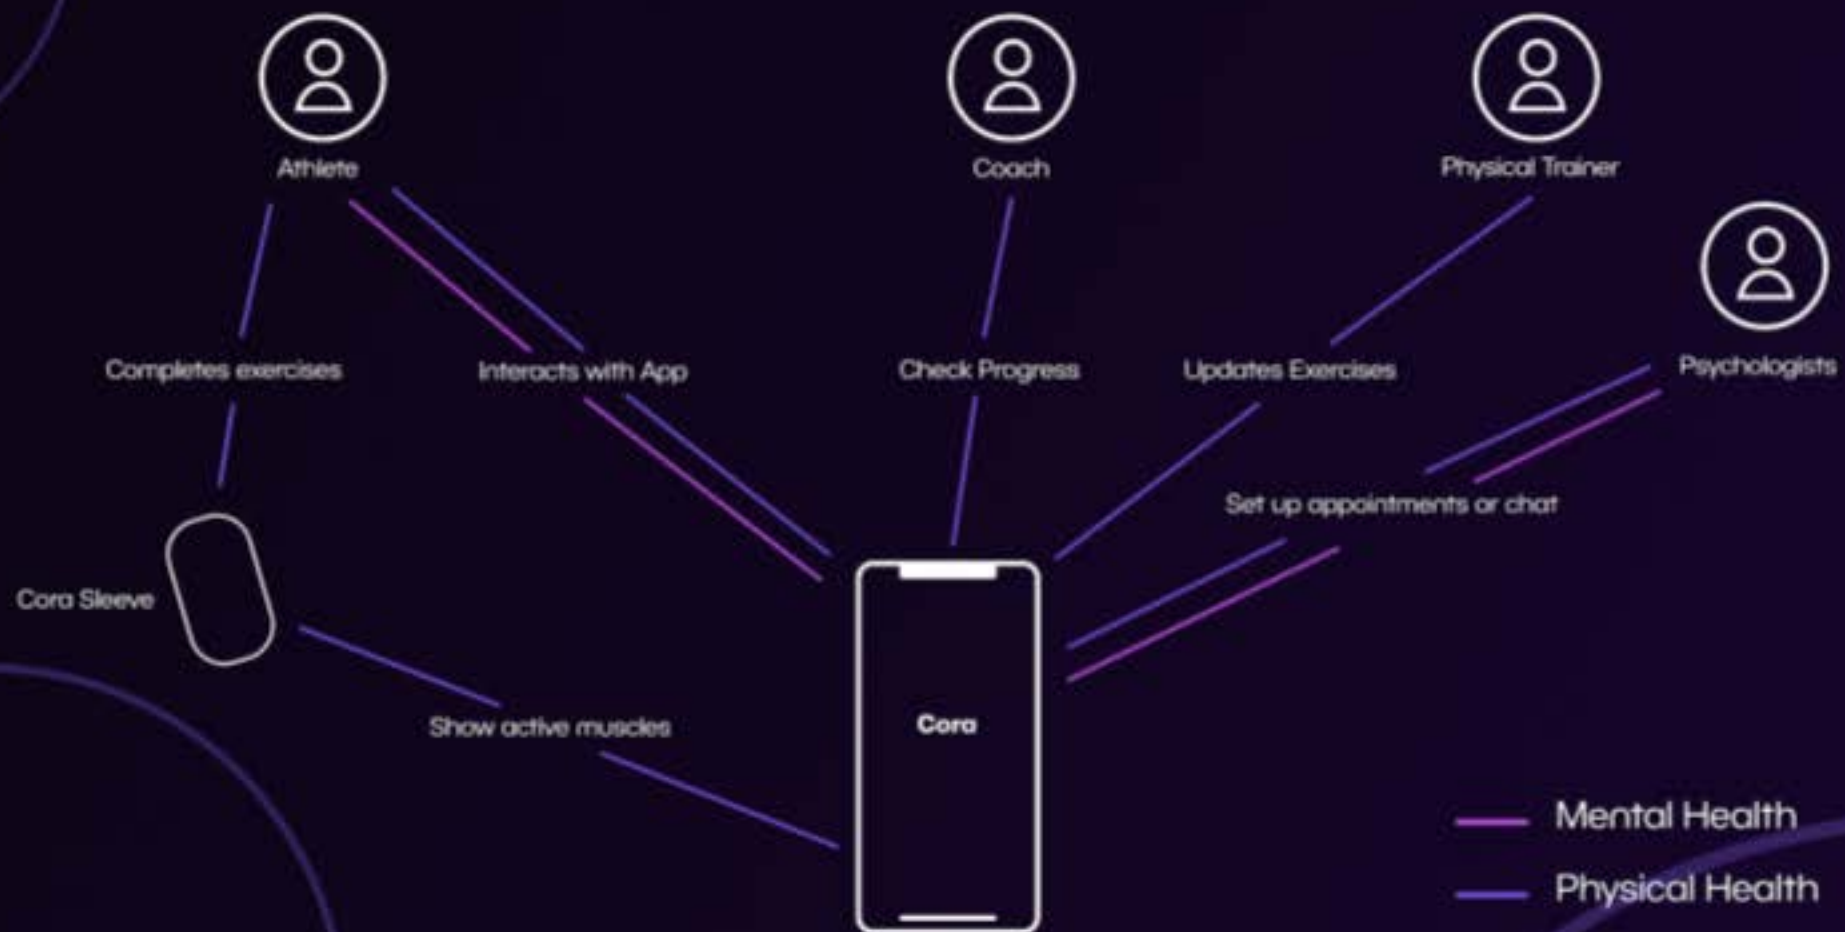 Athlete
Coach
Physical Trainer
Psychologists
Completes exercises
Interacts with App
Check Progress
Updates Exercises
Set up appointments or chat
Cora Sleeve
Show active muscles
Cora
Mental Health
Physical Health